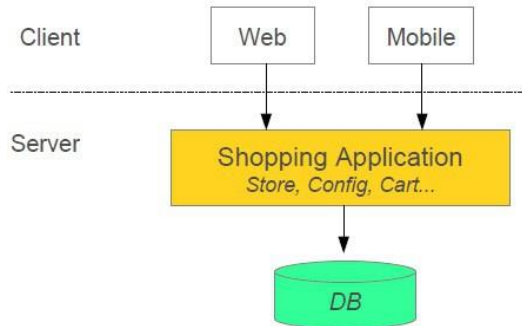 Client
Web
Mobile
Server
Shopping Application
Store, Config, Cart...
DB